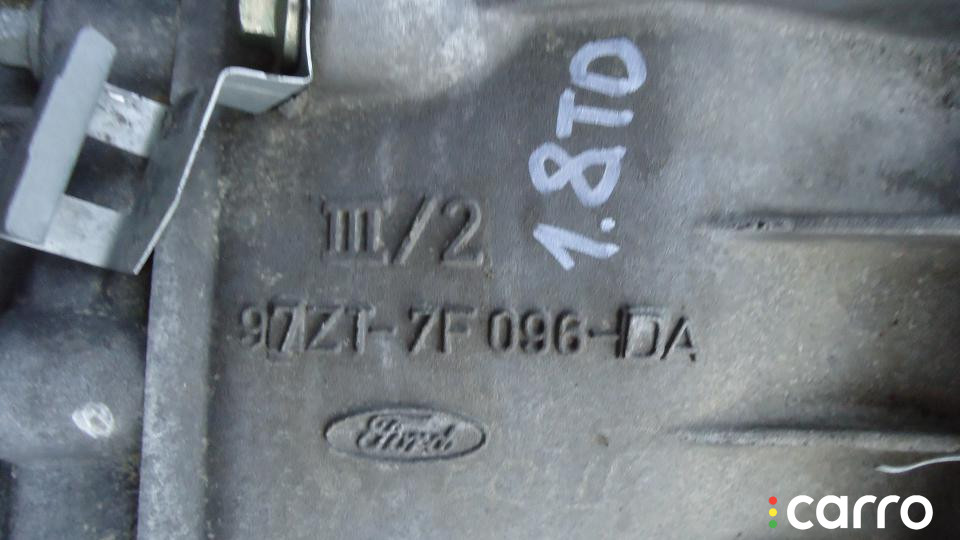 1.8TD
III/2
97ZT-7F096-DA
Ford
carro